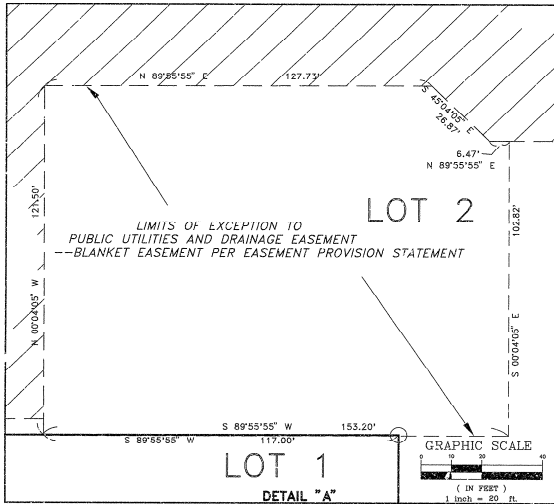 N 89°55'55" E 127.73'
S 45°04'05" E
26.87'
6.47'
N 89°55'55" E
121.50'
N 00°04'05" W
LOT 2
102.82'
S 00°04'05" E
LIMITS OF EXCEPTION TO
PUBLIC UTILITIES AND DRAINAGE EASEMENT
--BLANKET EASEMENT PER EASEMENT PROVISION STATEMENT
S 89°55'55" W 153.20'
S 89°55'55" W 117.00'
LOT 1
DETAIL "A"
GRAPHIC SCALE
0 10 20 40
( IN FEET )
1 inch = 20 ft.